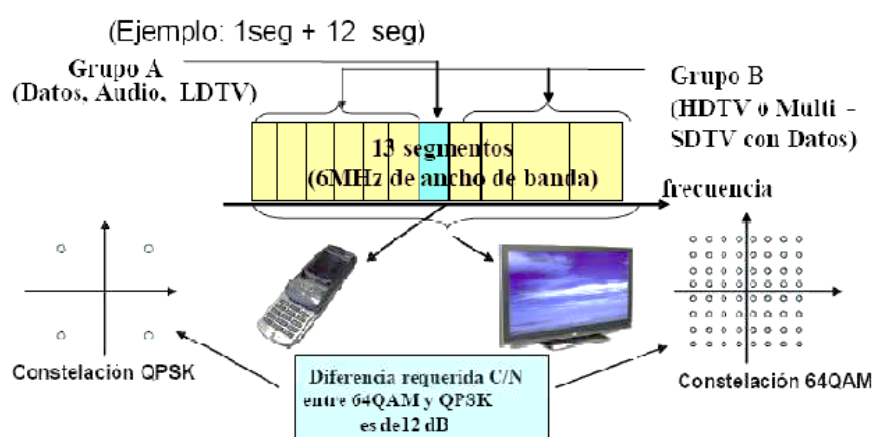 (Ejemplo: 1seg + 12 seg)
Grupo A
(Datos, Audio, LDTV)
Grupo B
(HDTV o Multi -
SDTV con Datos)
13 segmentos
(6MHz de ancho de banda)
frecuencia
Constelación QPSK
Diferencia requerida C/N
entre 64QAM y QPSK
es de12 dB
Constelación 64QAM